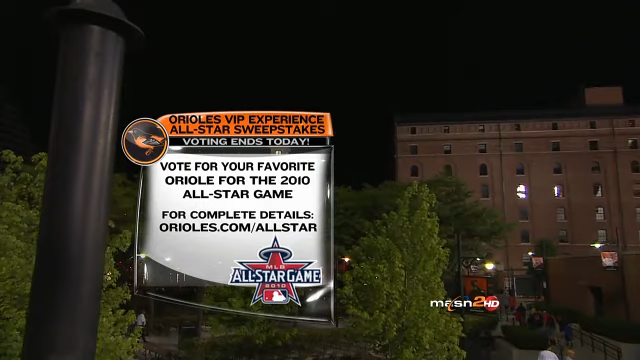 ORIOLES VIP EXPERIENCE
ALL-STAR SWEEPSTAKES
VOTING ENDS TODAY!
VOTE FOR YOUR FAVORITE
ORIOLE FOR THE 2010
ALL-STAR GAME
FOR COMPLETE DETAILS:
ORIOLES.COM/ALLSTAR
MLB
ALL-STAR GAME
2010
masn2HD